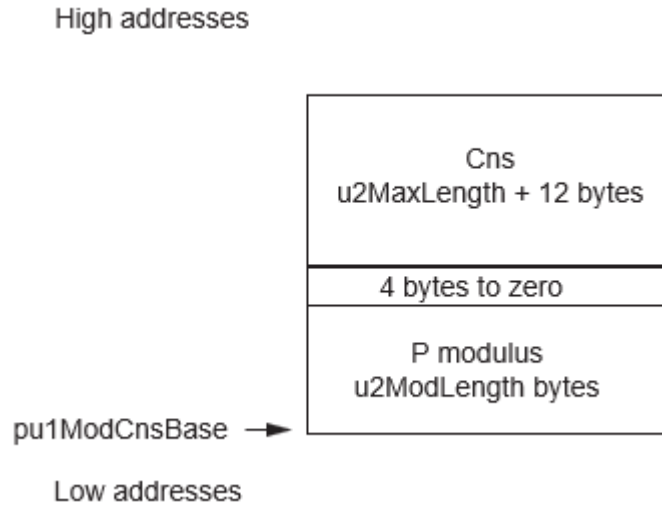 High addresses
Cns
u2MaxLength + 12 bytes
4 bytes to zero
P modulus
u2ModLength bytes
pu1ModCnsBase
Low addresses